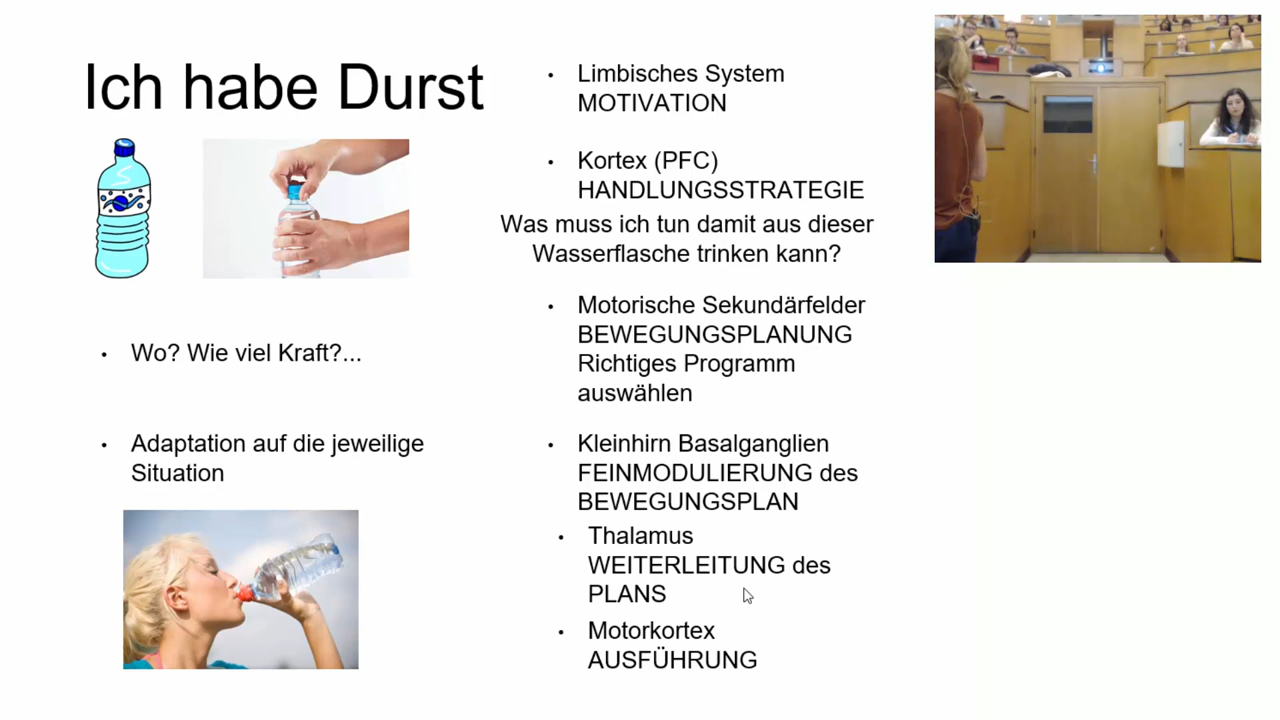 Ich habe Durst
• Wo? Wie viel Kraft?...
• Adaptation auf die jeweilige
Situation
• Limbisches System
MOTIVATION
• Kortex (PFC)
HANDLUNGSSTRATEGIE
Was muss ich tun damit aus dieser
Wasserflasche trinken kann?
• Motorische Sekundärfelder
BEWEGUNGSPLANUNG
Richtiges Programm
auswählen
• Kleinhirn Basalganglien
FEINMODULIERUNG des
BEWEGUNGSPLAN
• Thalamus
WEITERLEITUNG des
PLANS
• Motorkortex
AUSFÜHRUNG